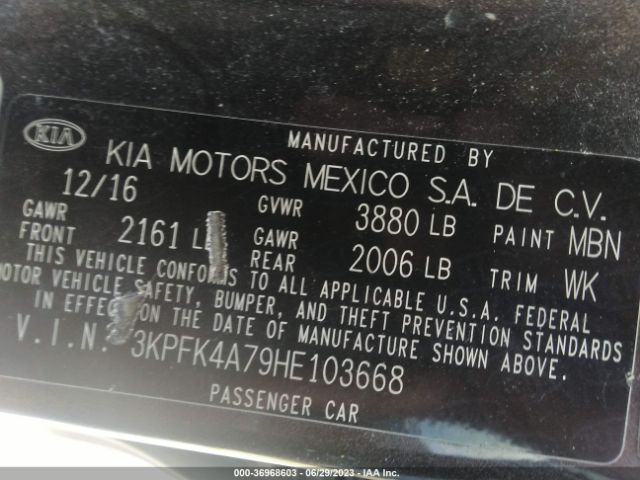 KIA
MANUFACTURED BY
KIA MOTORS MEXICO S.A. DE C.V.
12/16 GVWR 3880 LB PAINT MBN
GAWR FRONT 2161 L GAWR REAR 2006 LB TRIM WK
THIS VEHICLE CONFORMS TO ALL APPLICABLE U.S.A. FEDERAL
MOTOR VEHICLE SAFETY, BUMPER, AND THEFT PREVENTION STANDARDS
IN EFFECT ON THE DATE OF MANUFACTURE SHOWN ABOVE.
V.I.N. 3KPFK4A79HE103668
PASSENGER CAR
000-36968603 - 06/29/2023 - IAA Inc.